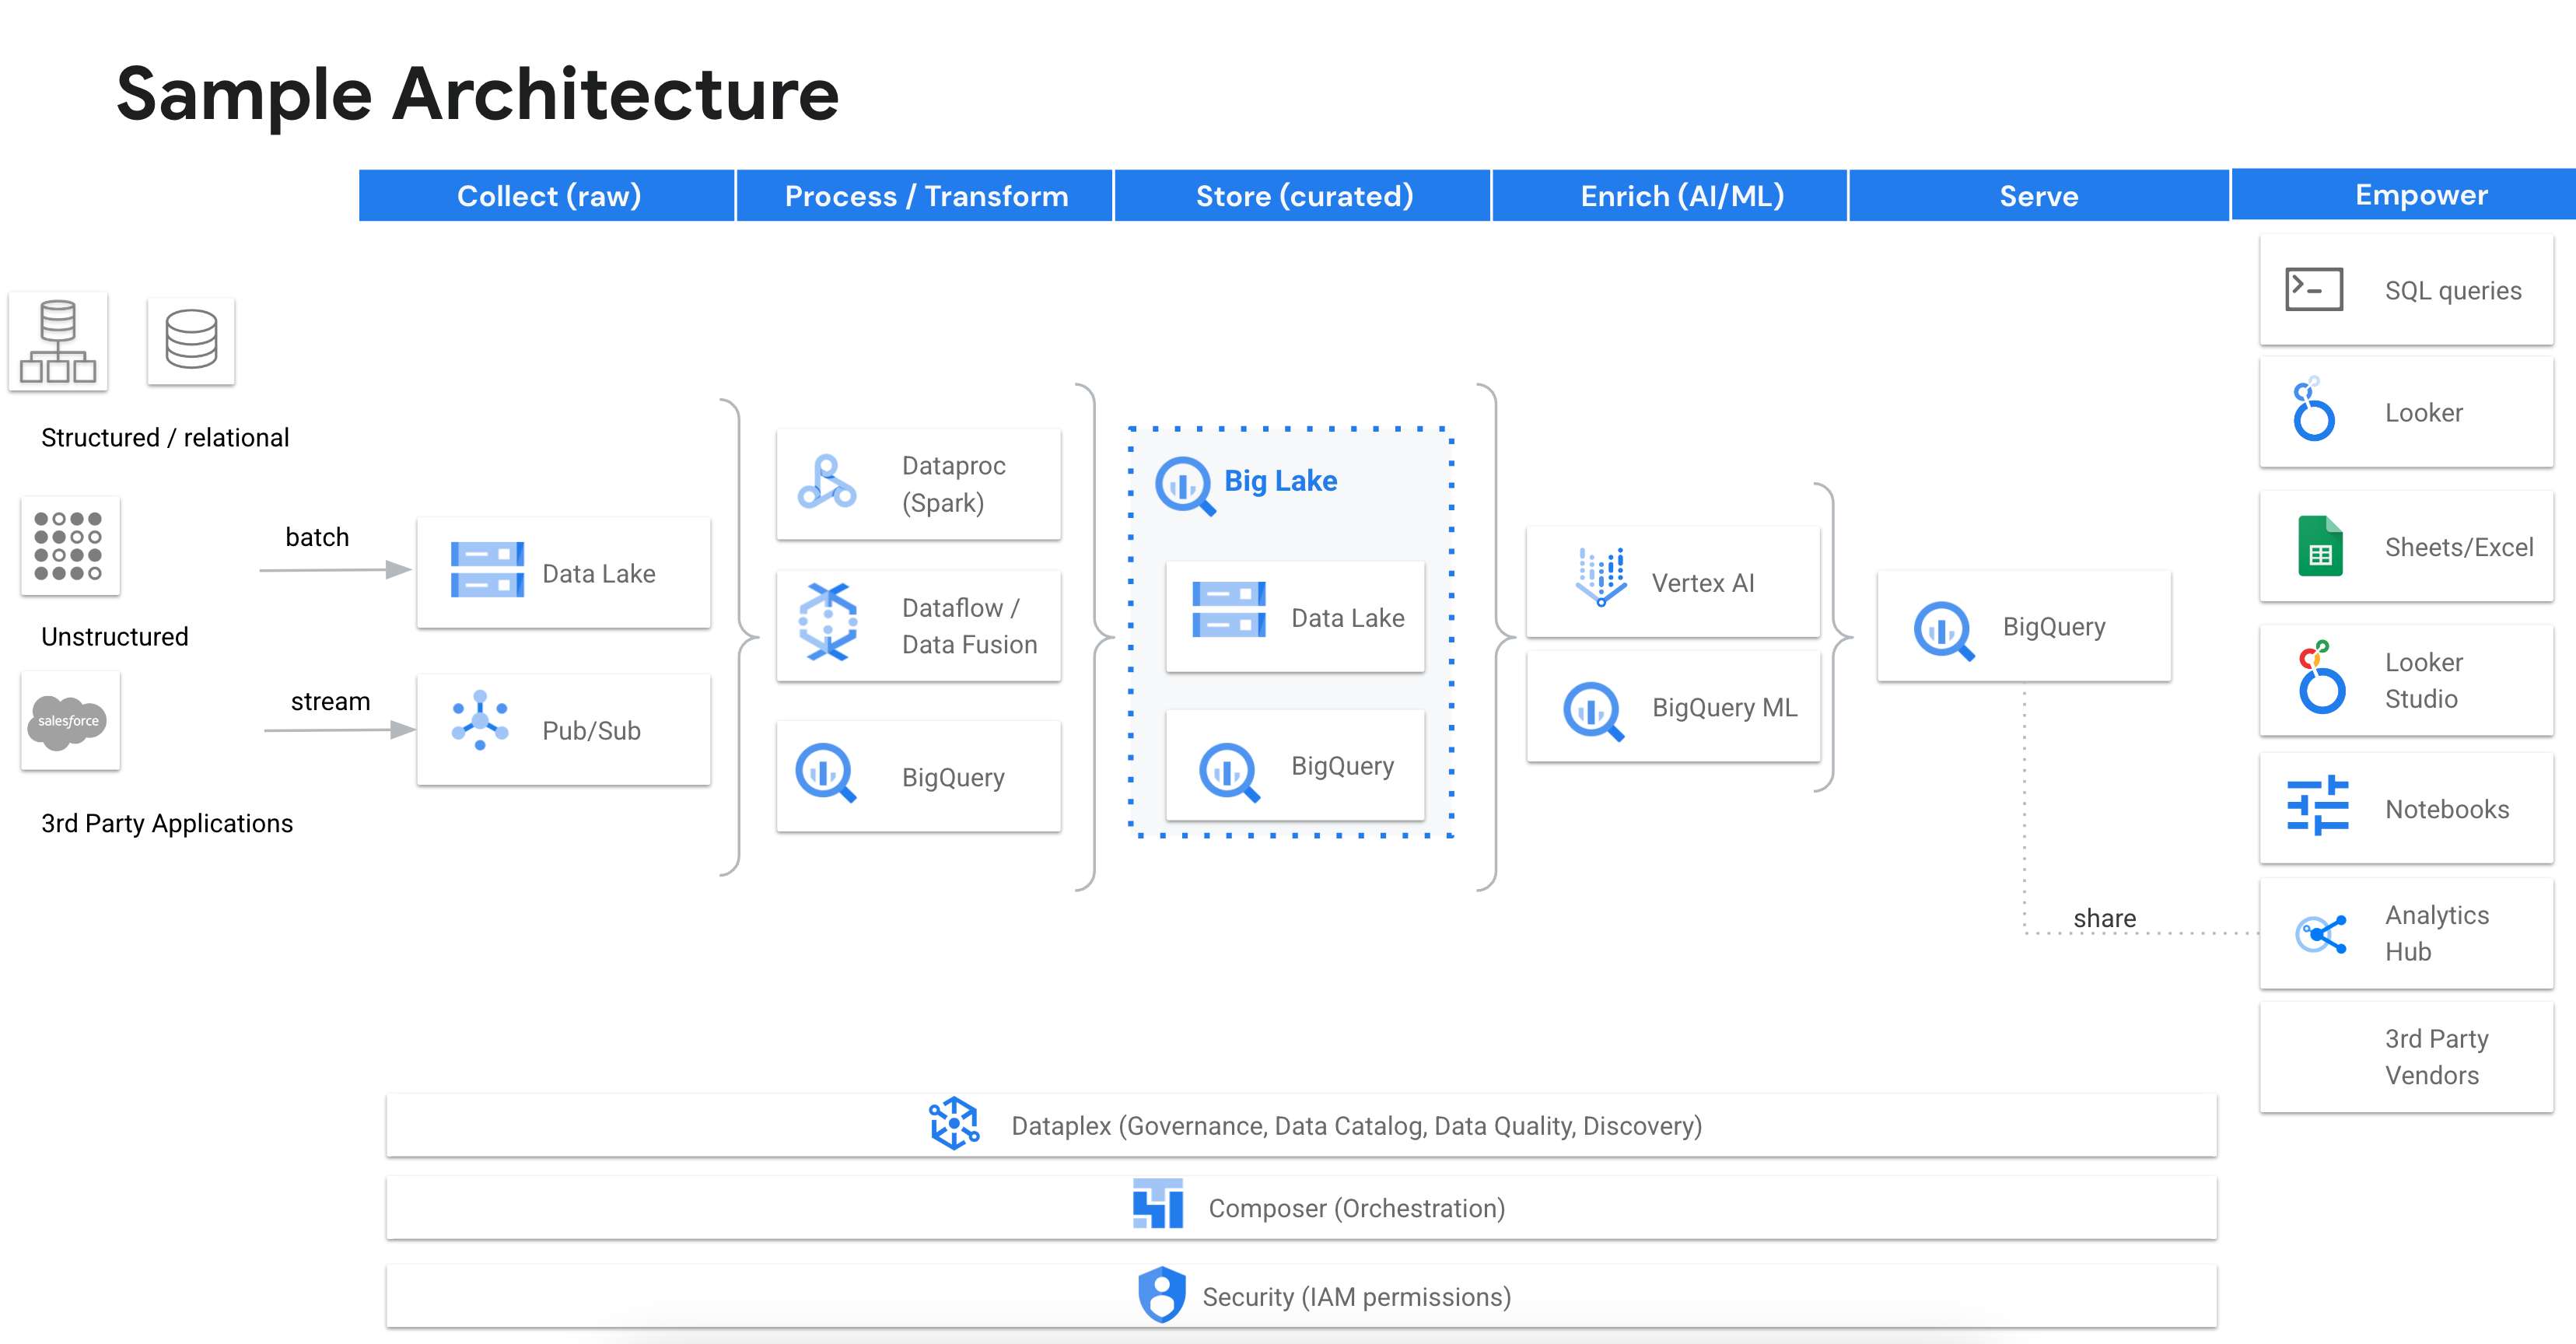 Sample Architecture
Collect (raw)
Process / Transform
Store (curated)
Enrich (AI/ML)
Serve
Empower
Structured / relational
Unstructured
salesforce
3rd Party Applications
batch
stream
Data Lake
Pub/Sub
Dataproc
(Spark)
Dataflow /
Data Fusion
BigQuery
Big Lake
Data Lake
BigQuery
Vertex AI
BigQuery ML
BigQuery
share
SQL queries
Looker
Sheets/Excel
Looker
Studio
Notebooks
Analytics
Hub
3rd Party
Vendors
Dataplex (Governance, Data Catalog, Data Quality, Discovery)
Composer (Orchestration)
Security (IAM permissions)